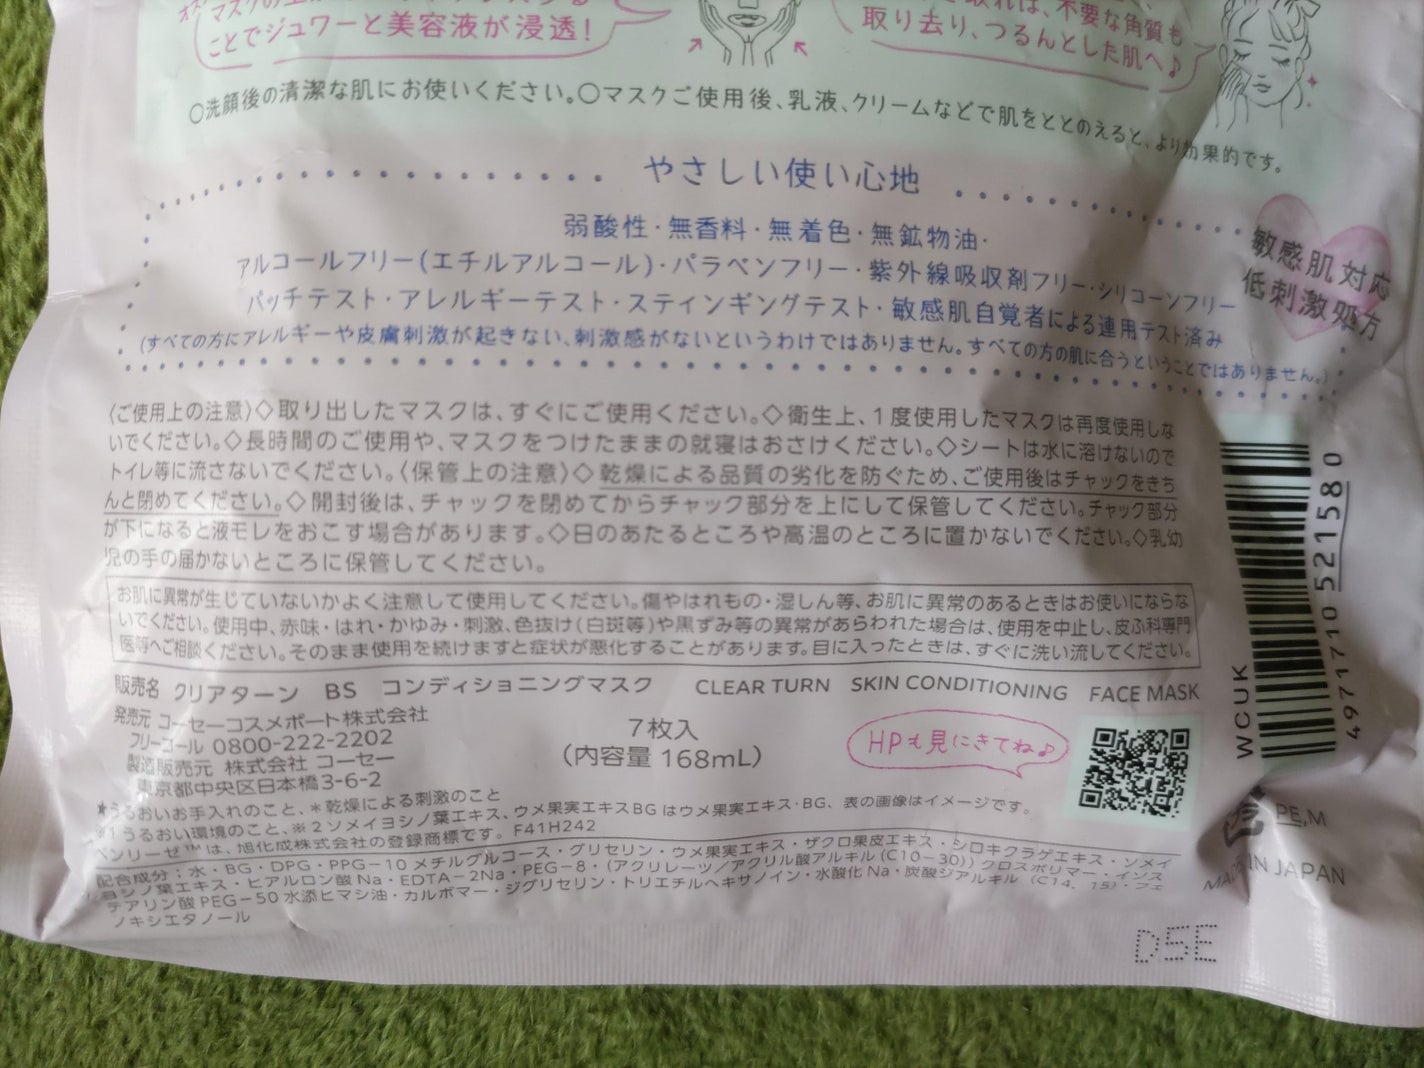 ことでジュワーと美容液が浸透!
不要な角質も
取り去り、つるんとした肌へ♪
○洗顔後の清潔な肌にお使いください。○マスクご使用後、乳液、クリームなどで肌をととのえると、より効果的です。
やさしい使い心地
弱酸性・無香料・無着色・無鉱物油・
アルコールフリー(エチルアルコール)・パラベンフリー・紫外線吸収剤フリー・シリコーンフリー
パッチテスト・アレルギーテスト・スティンギングテスト・敏感肌自覚者による連用テスト済み
(すべての方にアレルギーや皮膚刺激が起きない、刺激感がないというわけではありません。すべての方の肌に合うということではありません。)
敏感肌対応
低刺激処方
〈ご使用上の注意〉◇取り出したマスクは、すぐにご使用ください。◇衛生上、1度使用したマスクは再度使用しな
いでください。◇長時間のご使用や、マスクをつけたままの就寝はおさけください。◇シートは水に溶けないので
トイレ等に流さないでください。〈保管上の注意〉◇乾燥による品質の劣化を防ぐため、ご使用後はチャックをきち
んと閉めてください。◇開封後は、チャックを閉めてからチャック部分を上にして保管してください。チャック部分
が下になると液モレをおこす場合があります。◇日のあたるところや高温のところに置かないでください。◇乳幼
児の手の届かないところに保管してください。
お肌に異常が生じていないかよく注意して使用してください。傷やはれもの・湿しん等、お肌に異常のあるときはお使いにならな
いでください。使用中、赤味・はれ・かゆみ・刺激、色抜け(白斑等)や黒ずみ等の異常があらわれた場合は、使用を中止し、皮ふ科専門
医等へご相談ください。そのまま使用を続けますと症状が悪化することがあります。目に入ったときは、すぐに洗い流してください。
販売名 クリアターン BS コンディショニングマスク CLEAR TURN SKIN CONDITIONING FACE MASK
発売元 コーセーコスメポート株式会社
フリーコール 0800-222-2202
製造販売元 株式会社 コーセー
東京都中央区日本橋3-6-2
7枚入
(内容量 168mL)
HPも見にきてね♪
WCUK
4 971710 521580
★うるおいお手入れのこと、＊乾燥による刺激のこと
※1うるおい環境のこと、※2ソメイヨシノ葉エキス、ウメ果実エキスBGはウメ果実エキス・BG、表の画像はイメージです。
ベンリーゼ™は、旭化成株式会社の登録商標です。F41H242
配合成分:水・BG・DPG・PPG－10メチルグルコース・グリセリン・ウメ果実エキス・ザクロ果皮エキス・シロキクラゲエキス・ソメイ
ヨシノ葉エキス・ヒアルロン酸Na・EDTA－2Na・PEG－8・(アクリレーツ／アクリル酸アルキル(C10－30))クロスポリマー・イソス
テアリン酸PEG－50水添ヒマシ油・カルボマー・ジグリセリン・トリエチルヘキサノイン・水酸化Na・炭酸ジアルキル(C14、15)・フェ
ノキシエタノール
PE,M
MADE IN JAPAN
D5E